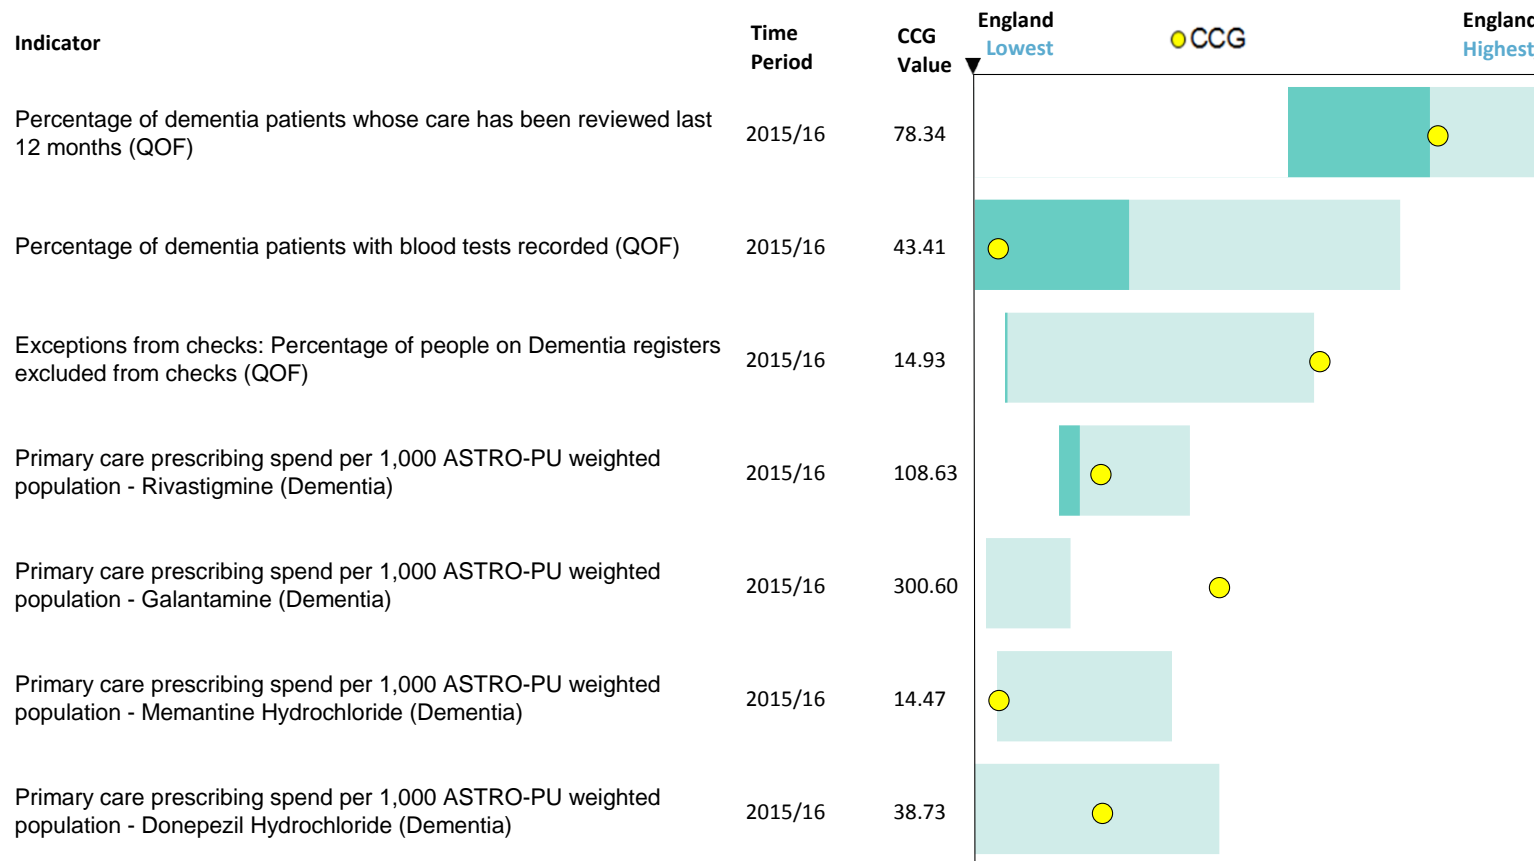 Indicator
Time
Period
CCG
Value
England
Lowest
CCG
England
Highest
Percentage of dementia patients whose care has been reviewed last
12 months (QOF)
2015/16
78.34
Percentage of dementia patients with blood tests recorded (QOF)
2015/16
43.41
Exceptions from checks: Percentage of people on Dementia registers
excluded from checks (QOF)
2015/16
14.93
Primary care prescribing spend per 1,000 ASTRO-PU weighted
population - Rivastigmine (Dementia)
2015/16
108.63
Primary care prescribing spend per 1,000 ASTRO-PU weighted
population - Galantamine (Dementia)
2015/16
300.60
Primary care prescribing spend per 1,000 ASTRO-PU weighted
population - Memantine Hydrochloride (Dementia)
2015/16
14.47
Primary care prescribing spend per 1,000 ASTRO-PU weighted
population - Donepezil Hydrochloride (Dementia)
2015/16
38.73